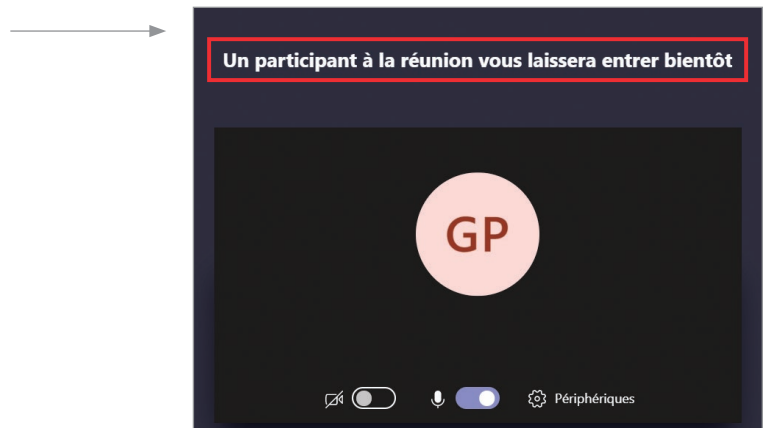 Un participant à la réunion vous laissera entrer bientôt
GP
Périphériques